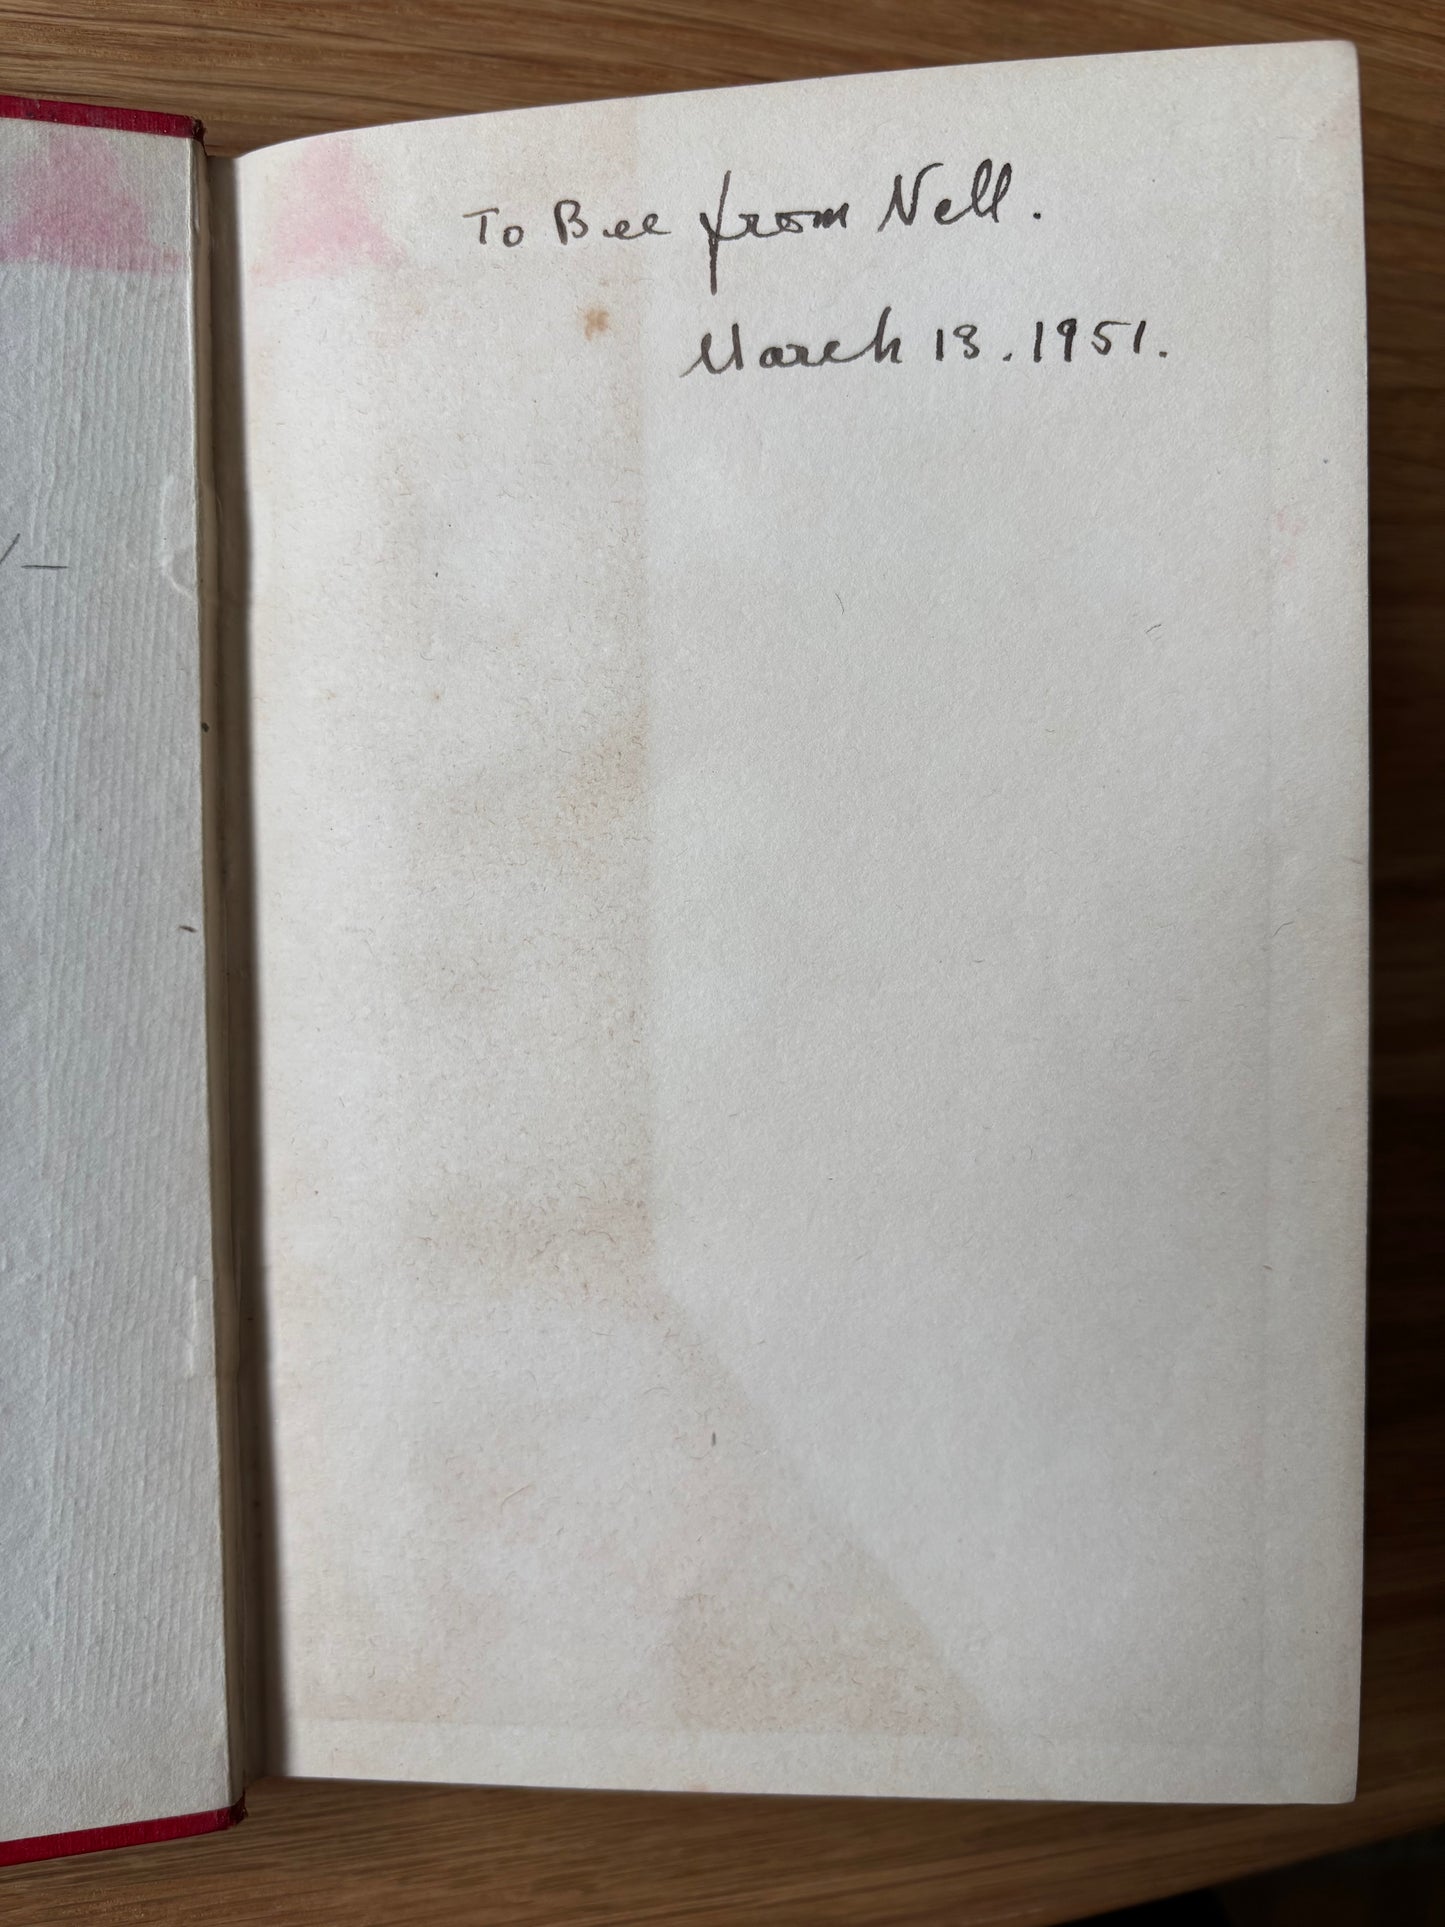 To Bee from Nell.
March 13. 1951.
/-